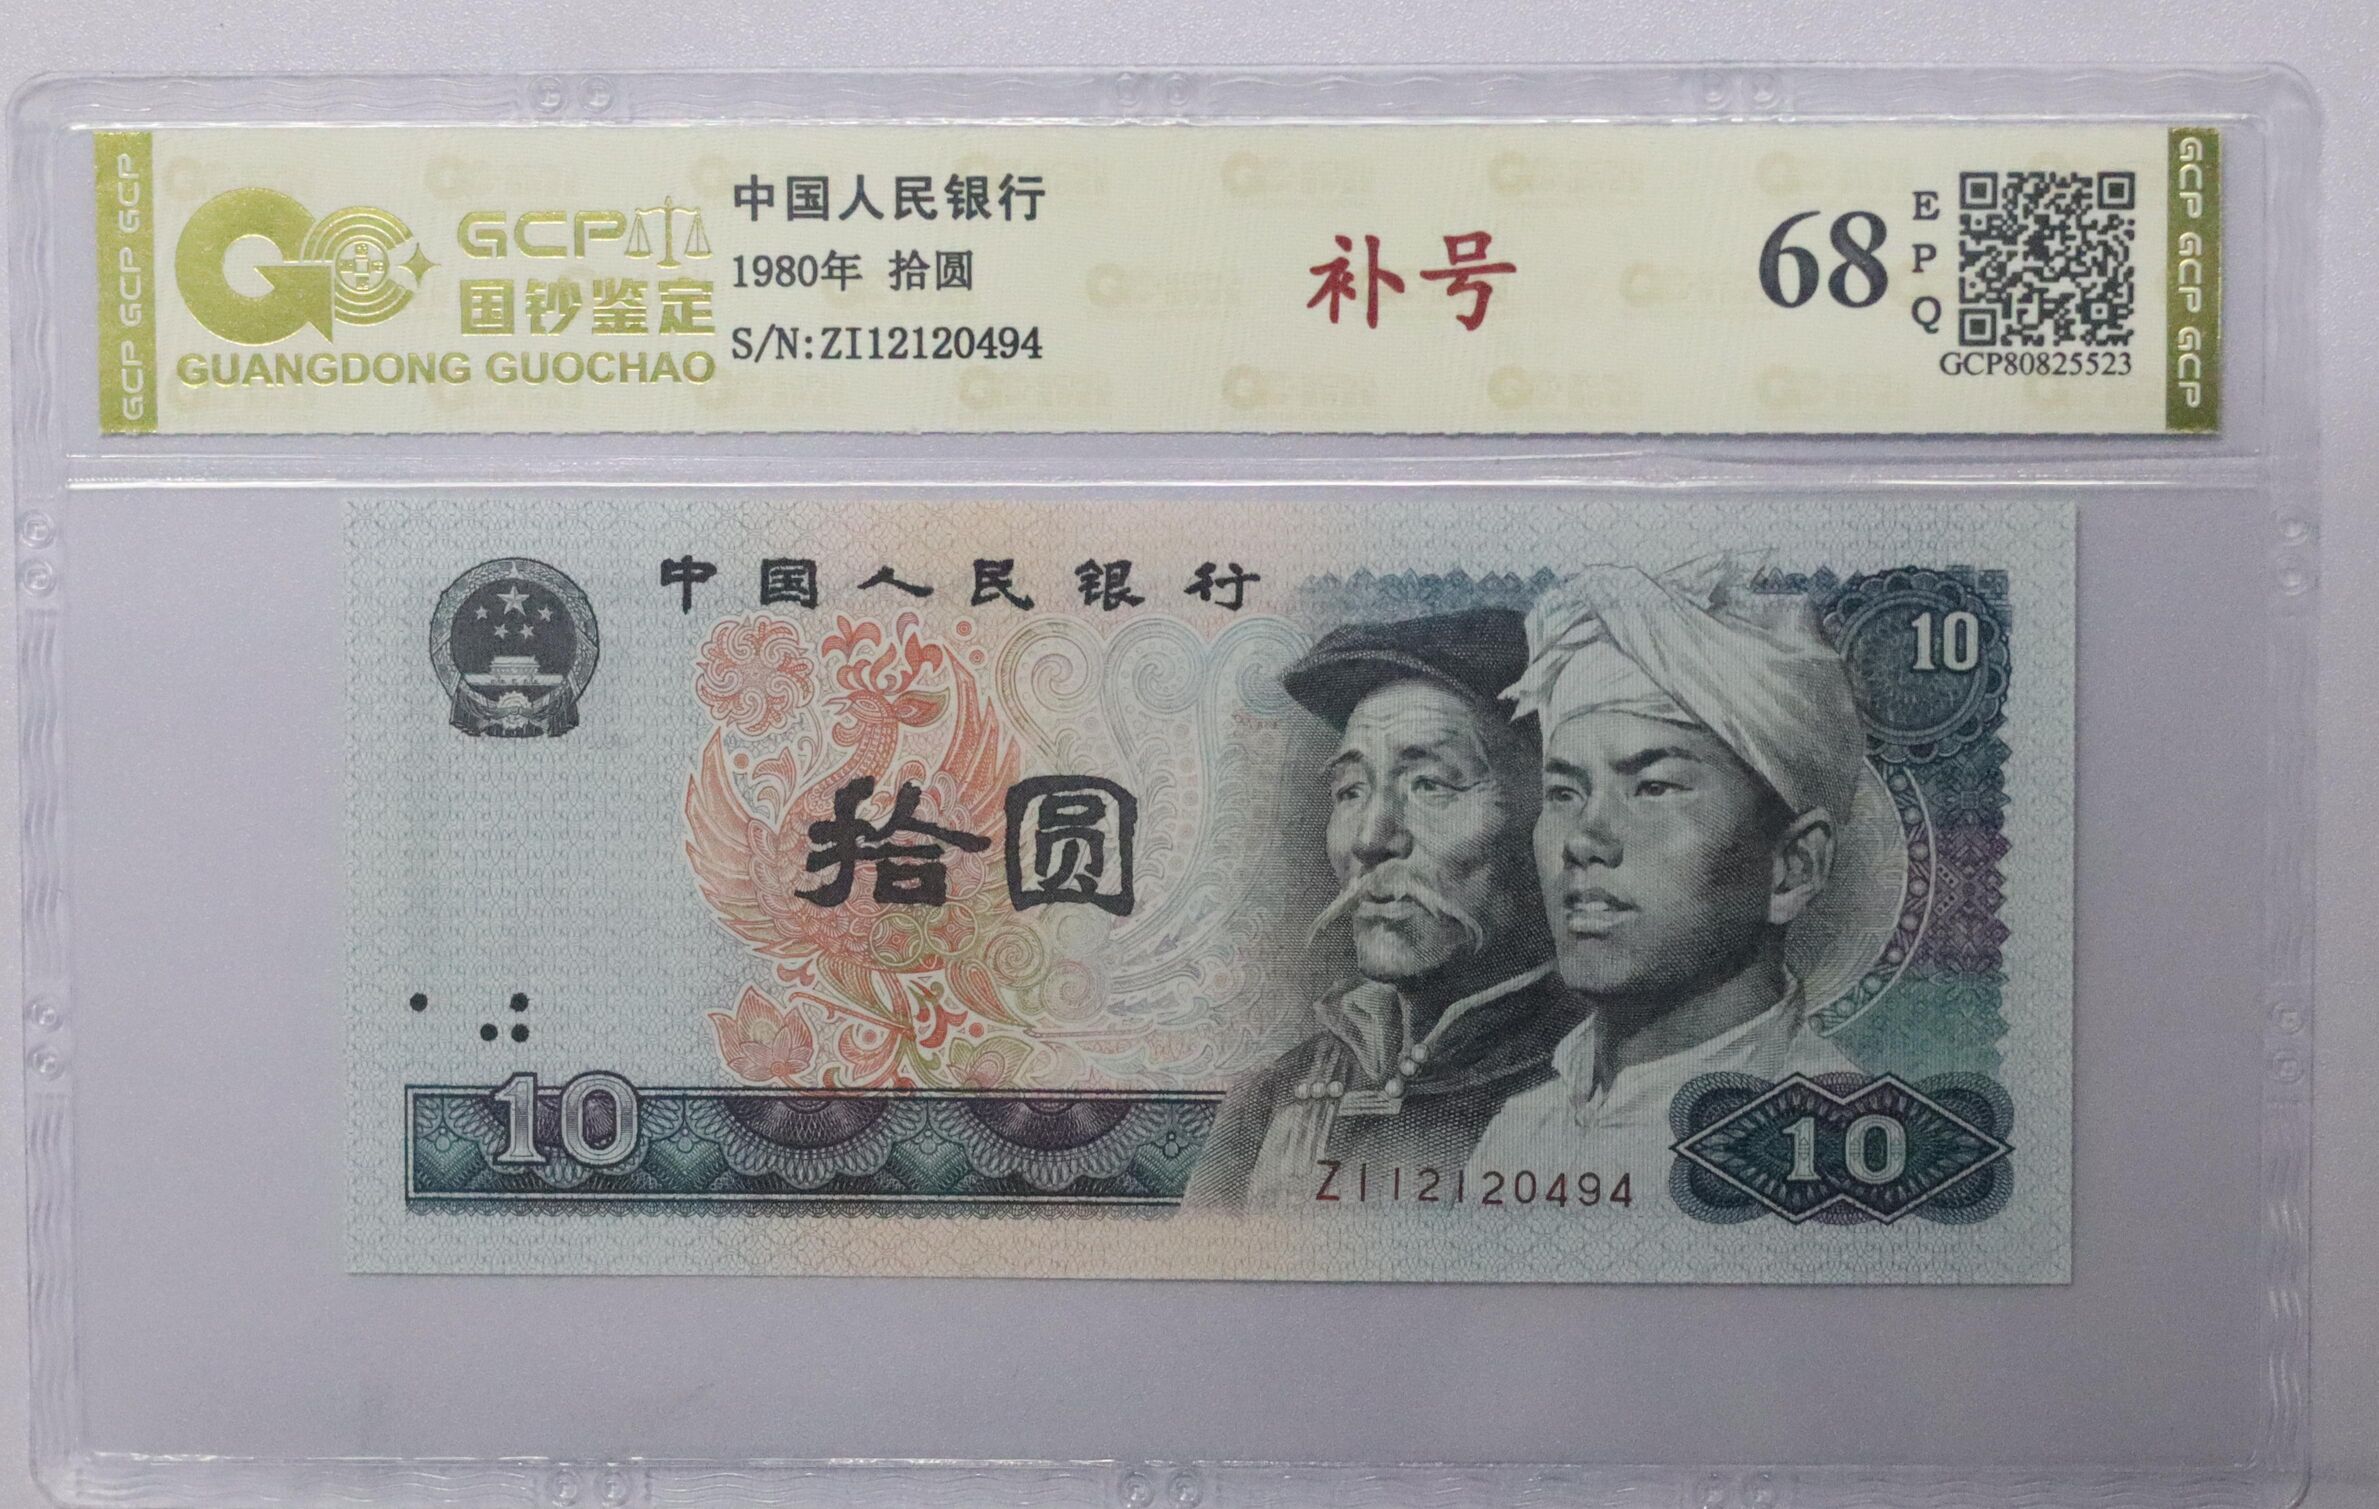 GCP GCP GCP
GCP
国钞鉴定
GUANGDONG GUOCHAO
中国人民银行
1980年 拾圆
S/N:ZI12120494
补号
68
EPQ
GCP80825523
GCP GCP GCP
中国人民银行
10
拾圆
10
ZI12120494
10